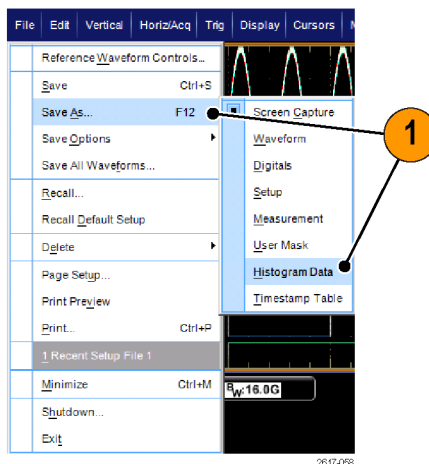 File Edit Vertical Horiz/Acq Trig Display Cursors
Reference Waveform Controls...
Save Ctrl+S
Save As... F12
Save Options
Save All Waveforms...
Recall...
Recall Default Setup
Delete
Page Setup...
Print Preview
Print... Ctrl+P
1 Recent Setup File 1
Minimize Ctrl+M
Shutdown...
Exit
Screen Capture
Waveform
Digitals
Setup
Measurement
User Mask
Histogram Data
Timestamp Table
1
BW:16.0G
2617-058